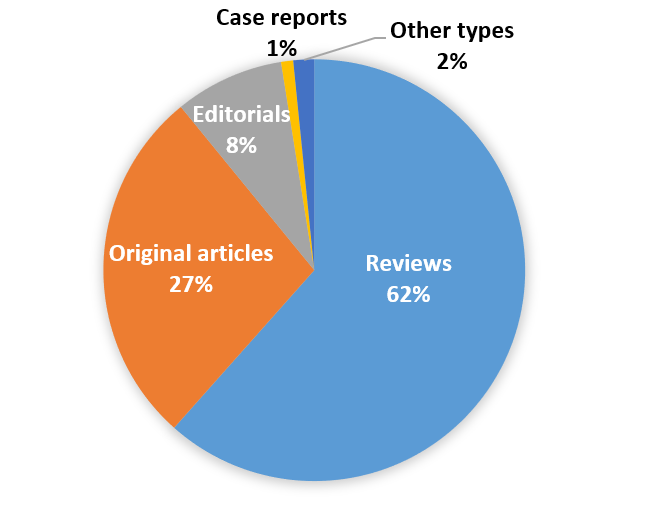 Case reports
1%
Other types
2%
Editorials
8%
Original articles
27%
Reviews
62%